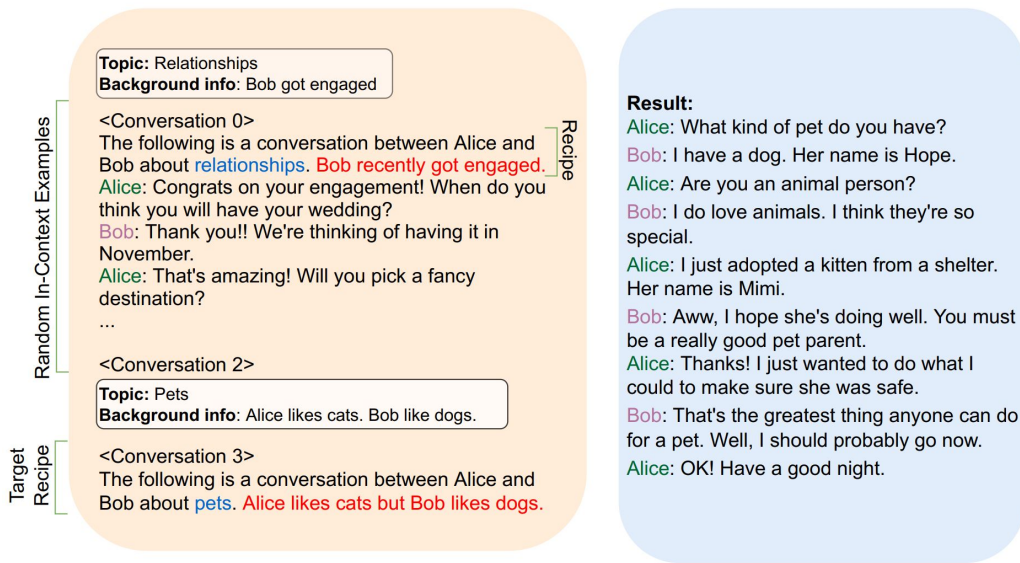 Topic: Relationships
Background info: Bob got engaged
Random In-Context Examples
<Conversation 0>
The following is a conversation between Alice and
Bob about relationships. Bob recently got engaged.
Recipe
Alice: Congrats on your engagement! When do you
think you will have your wedding?
Bob: Thank you!! We're thinking of having it in
November.
Alice: That's amazing! Will you pick a fancy
destination?
...
<Conversation 2>
Topic: Pets
Background info: Alice likes cats. Bob like dogs.
Target
Recipe
<Conversation 3>
The following is a conversation between Alice and
Bob about pets. Alice likes cats but Bob likes dogs.
Result:
Alice: What kind of pet do you have?
Bob: I have a dog. Her name is Hope.
Alice: Are you an animal person?
Bob: I do love animals. I think they're so
special.
Alice: I just adopted a kitten from a shelter.
Her name is Mimi.
Bob: Aww, I hope she's doing well. You must
be a really good pet parent.
Alice: Thanks! I just wanted to do what I
could to make sure she was safe.
Bob: That's the greatest thing anyone can do
for a pet. Well, I should probably go now.
Alice: OK! Have a good night.